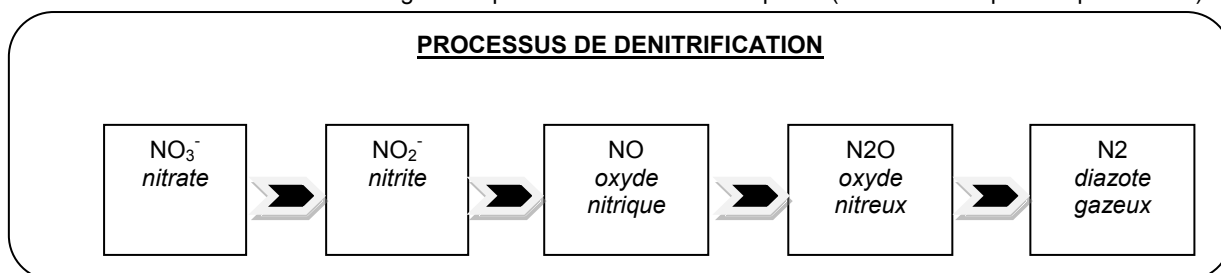 PROCESSUS DE DENITRIFICATION
NO₃⁻
nitrate
NO₂⁻
nitrite
NO
oxyde
nitrique
N2O
oxyde
nitreux
N2
diazote
gazeux